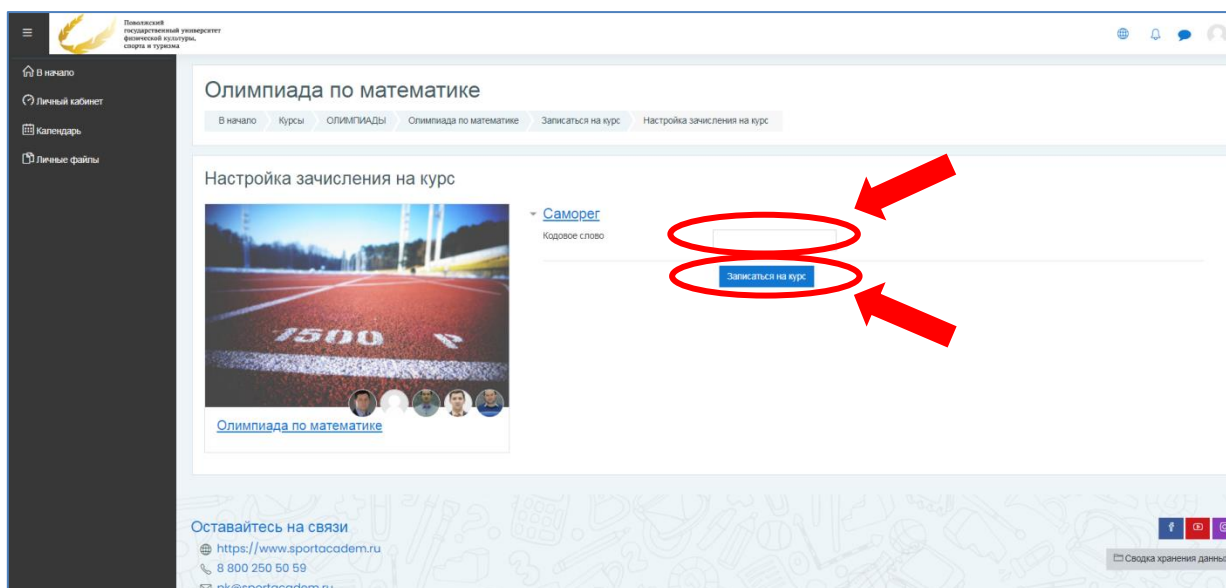 Поволжский
государственный университет
физической культуры,
спорта и туризма
В начало
Личный кабинет
Календарь
Личные файлы
Олимпиада по математике
В начало Курсы ОЛИМПИАДЫ Олимпиада по математике Записаться на курс Настройка зачисления на курс
Настройка зачисления на курс
1500 Р
Олимпиада по математике
Саморег
Кодовое слово
Записаться на курс
Оставайтесь на связи
https://www.sportacadem.ru
8 800 250 50 59
pk@sportacadem.ru
Сводка хранения данных